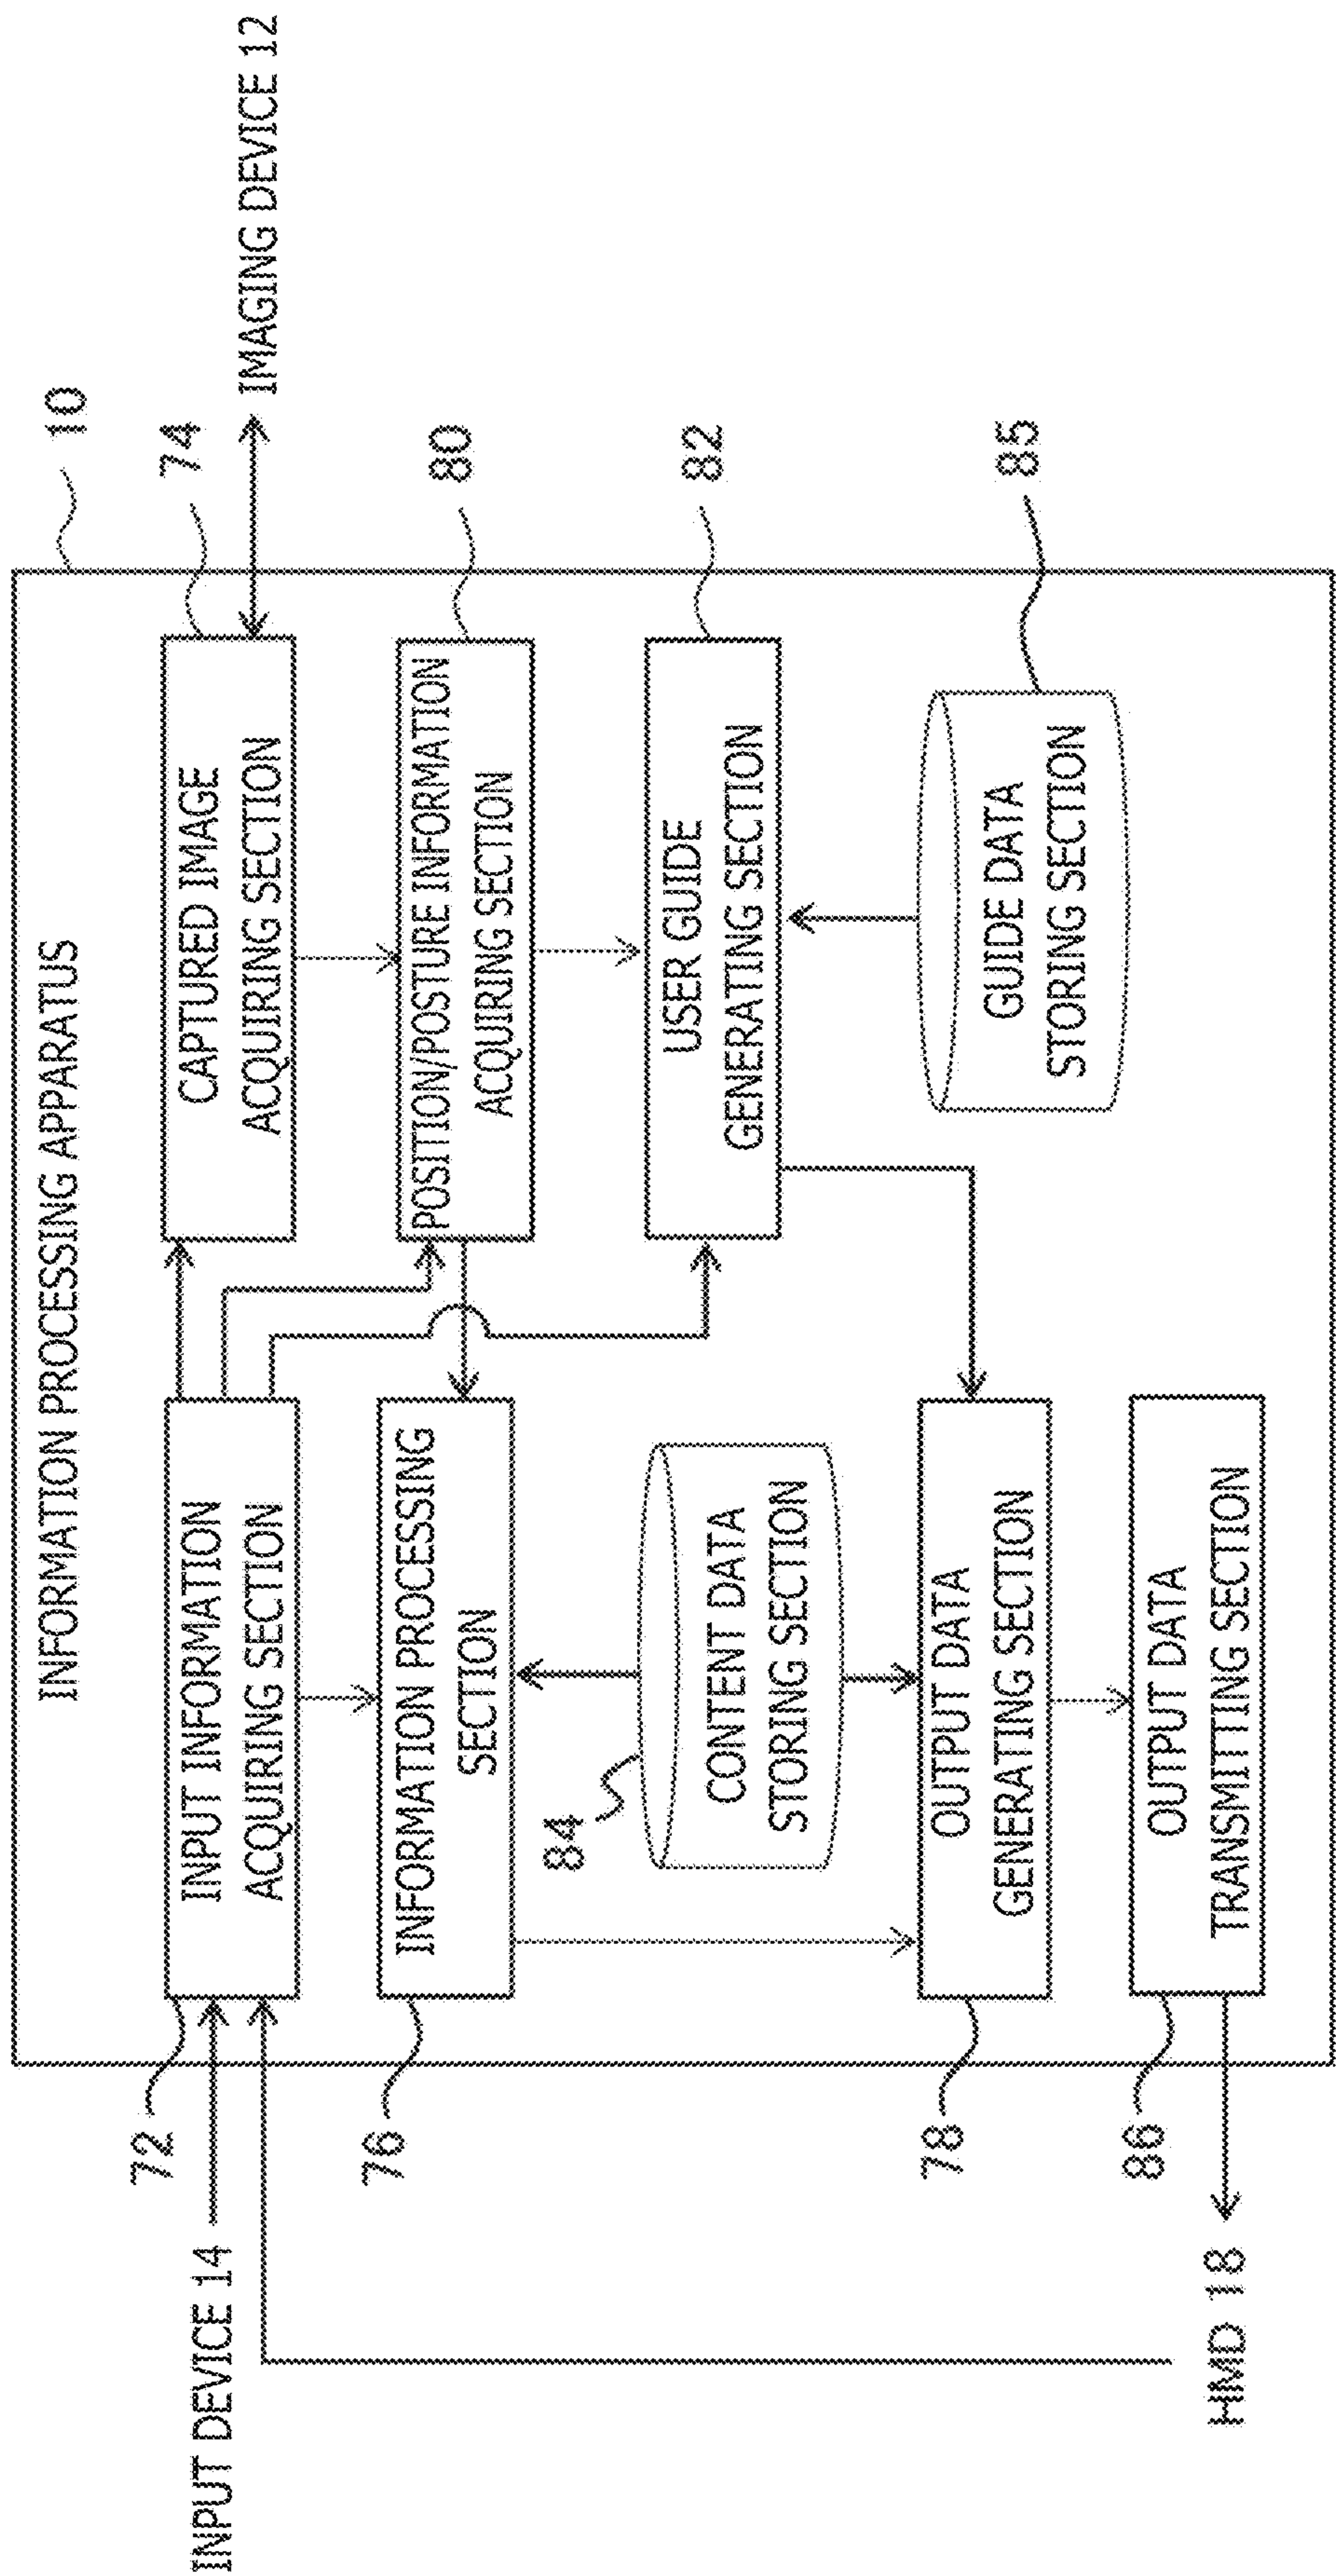 INFORMATION PROCESSING APPARATUS
10
INPUT DEVICE 14
72
INPUT INFORMATION
ACQUIRING SECTION
CAPTURED IMAGE
ACQUIRING SECTION
74
IMAGING DEVICE 12
76
INFORMATION PROCESSING
SECTION
POSITION/POSTURE INFORMATION
ACQUIRING SECTION
80
84
CONTENT DATA
STORING SECTION
USER GUIDE
GENERATING SECTION
82
78
OUTPUT DATA
GENERATING SECTION
GUIDE DATA
STORING SECTION
85
86
OUTPUT DATA
TRANSMITTING SECTION
HMD 18